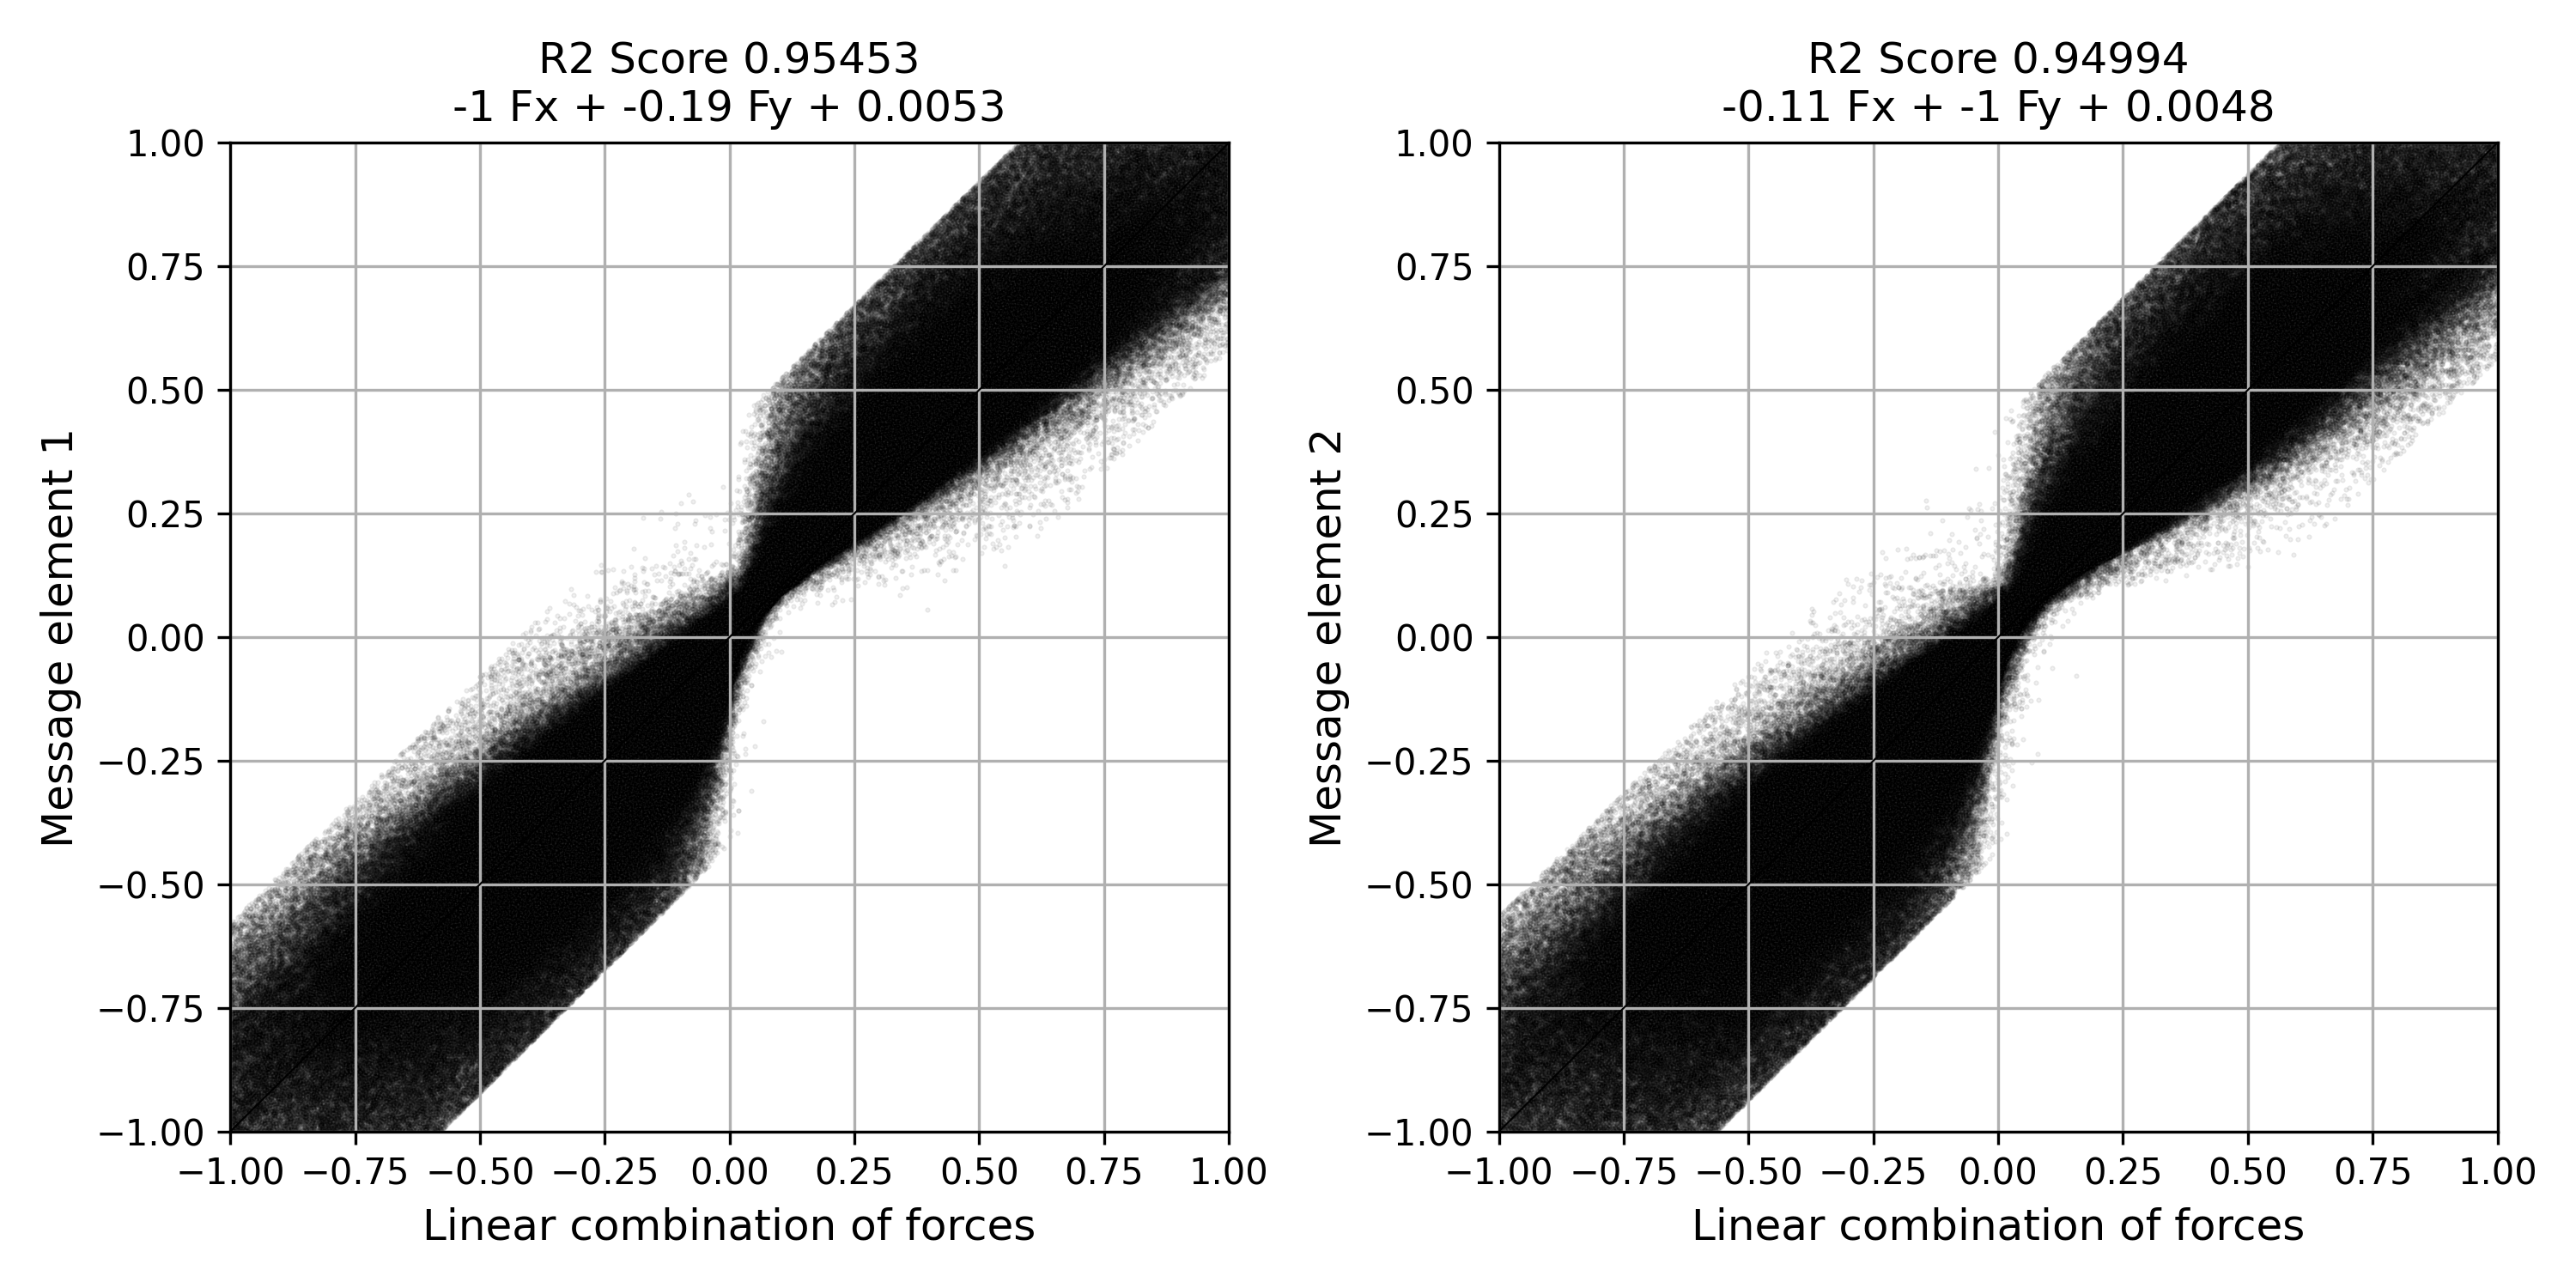 R2 Score 0.95453
-1 Fx + -0.19 Fy + 0.0053
Message element 1
1.00
0.75
0.50
0.25
0.00
−0.25
−0.50
−0.75
−1.00
−1.00 −0.75 −0.50 −0.25 0.00 0.25 0.50 0.75 1.00
Linear combination of forces
R2 Score 0.94994
-0.11 Fx + -1 Fy + 0.0048
Message element 2
1.00
0.75
0.50
0.25
0.00
−0.25
−0.50
−0.75
−1.00
−1.00 −0.75 −0.50 −0.25 0.00 0.25 0.50 0.75 1.00
Linear combination of forces